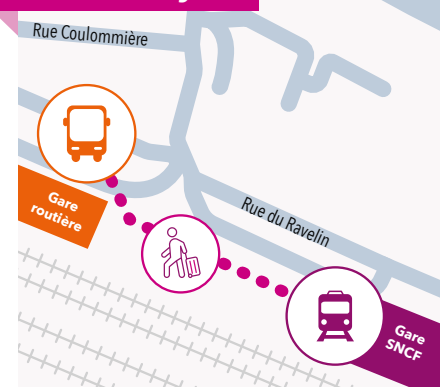 Rue Coulommière
Gare
routière
Rue du Ravelin
Gare
SNCF